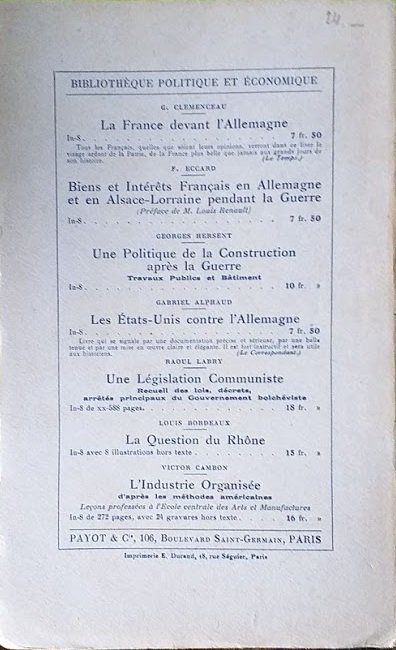 24.—
BIBLIOTHÈQUE POLITIQUE ET ÉCONOMIQUE
G. CLEMENCEAU
La France devant l'Allemagne
In-8 . . . . . . . . . . . . 7 fr. 50
Tous les Français, quelles que soient leurs opinions, verront dans ce livre le
visage ardent de la Patrie, de la France plus belle que jamais aux grands jours de
son histoire. (Le Temps.)
F. ECCARD
Biens et Intérêts Français en Allemagne
et en Alsace-Lorraine pendant la Guerre
(Préface de M. Louis Renault)
In-8 . . . . . . . . . . . . 7 fr. 50
GEORGES HERSENT
Une Politique de la Construction
après la Guerre
Travaux Publics et Bâtiment
In-8 . . . . . . . . . . . . 10 fr. »
GABRIEL ALPHAUD
Les États-Unis contre l'Allemagne
In-8 . . . . . . . . . . . . 7 fr. 50
Livre qui se signale par une documentation précise et sérieuse, par une belle
tenue et par une mise en œuvre claire et élégante. Il est fort instructif et sera utile
aux historiens. (Le Correspondant.)
RAOUL LABRY
Une Législation Communiste
Recueil des lois, décrets,
arrêtés principaux du Gouvernement bolchéviste
In-8 de xx-588 pages. . . . . . . . 18 fr. »
LOUIS BORDEAUX
La Question du Rhône
In-8 avec 8 illustrations hors texte . . . . . 15 fr. »
VICTOR CAMBON
L'Industrie Organisée
d'après les méthodes américaines
Leçons professées à l'Ecole centrale des Arts et Manufactures
In-8 de 272 pages, avec 24 gravures hors texte. . . . . 16 fr. »
PAYOT & Cie, 106, BOULEVARD SAINT-GERMAIN, PARIS
Imprimerie E. Durand, 18, rue Séguier, Paris